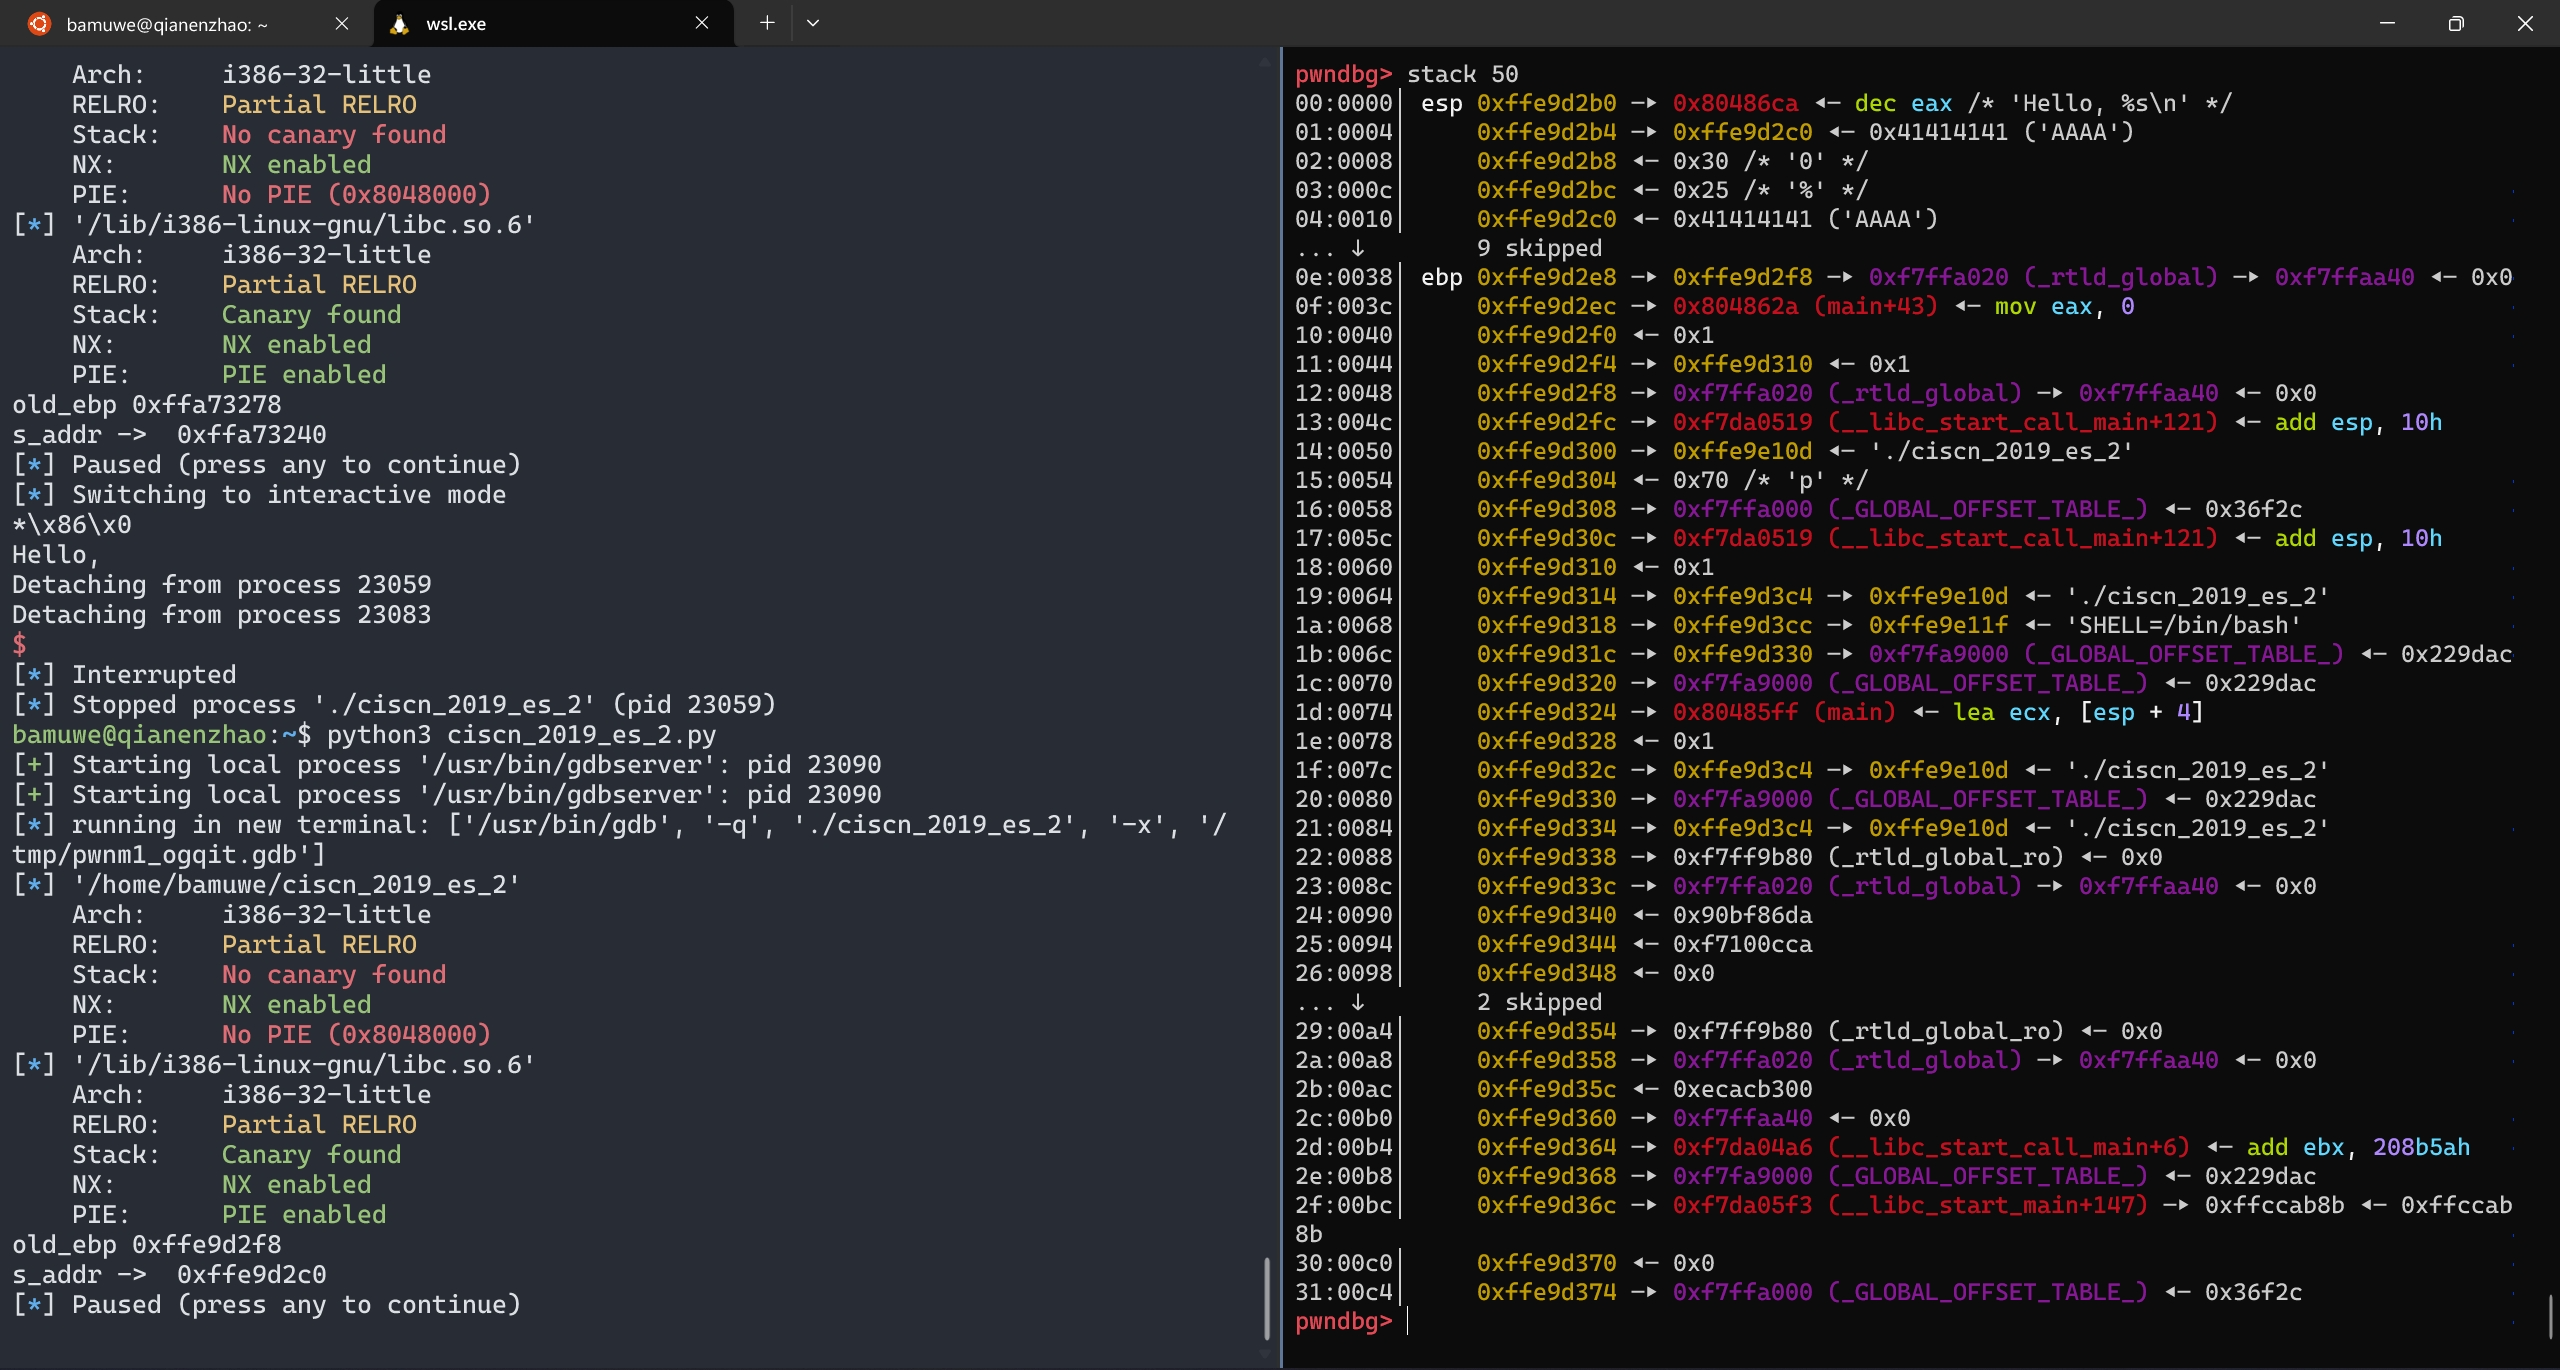 bamuwe@qianenzhao: ~
wsl.exe
Arch:     i386-32-little
RELRO:    Partial RELRO
Stack:    No canary found
NX:       NX enabled
PIE:      No PIE (0x8048000)
[*] '/lib/i386-linux-gnu/libc.so.6'
Arch:     i386-32-little
RELRO:    Partial RELRO
Stack:    Canary found
NX:       NX enabled
PIE:      PIE enabled
old_ebp 0xffa73278
s_addr ->  0xffa73240
[*] Paused (press any to continue)
[*] Switching to interactive mode
*\x86\x0
Hello,
Detaching from process 23059
Detaching from process 23083
$
[*] Interrupted
[*] Stopped process './ciscn_2019_es_2' (pid 23059)
bamuwe@qianenzhao:~$ python3 ciscn_2019_es_2.py
[+] Starting local process '/usr/bin/gdbserver': pid 23090
[+] Starting local process '/usr/bin/gdbserver': pid 23090
[*] running in new terminal: ['/usr/bin/gdb', '-q', './ciscn_2019_es_2', '-x', '/
tmp/pwnm1_ogqit.gdb']
[*] '/home/bamuwe/ciscn_2019_es_2'
Arch:     i386-32-little
RELRO:    Partial RELRO
Stack:    No canary found
NX:       NX enabled
PIE:      No PIE (0x8048000)
[*] '/lib/i386-linux-gnu/libc.so.6'
Arch:     i386-32-little
RELRO:    Partial RELRO
Stack:    Canary found
NX:       NX enabled
PIE:      PIE enabled
old_ebp 0xffe9d2f8
s_addr ->  0xffe9d2c0
[*] Paused (press any to continue)
pwndbg> stack 50
00:0000│ esp 0xffe9d2b0 —▸ 0x80486ca ◂— dec eax /* 'Hello, %s\n' */
01:0004│     0xffe9d2b4 —▸ 0xffe9d2c0 ◂— 0x41414141 ('AAAA')
02:0008│     0xffe9d2b8 ◂— 0x30 /* '0' */
03:000c│     0xffe9d2bc ◂— 0x25 /* '%' */
04:0010│     0xffe9d2c0 ◂— 0x41414141 ('AAAA')
... ↓        9 skipped
0e:0038│ ebp 0xffe9d2e8 —▸ 0xffe9d2f8 —▸ 0xf7ffa020 (_rtld_global) —▸ 0xf7ffaa40 ◂— 0x0
0f:003c│     0xffe9d2ec —▸ 0x804862a (main+43) ◂— mov eax, 0
10:0040│     0xffe9d2f0 ◂— 0x1
11:0044│     0xffe9d2f4 —▸ 0xffe9d310 ◂— 0x1
12:0048│     0xffe9d2f8 —▸ 0xf7ffa020 (_rtld_global) —▸ 0xf7ffaa40 ◂— 0x0
13:004c│     0xffe9d2fc —▸ 0xf7da0519 (__libc_start_call_main+121) ◂— add esp, 10h
14:0050│     0xffe9d300 —▸ 0xffe9e10d ◂— './ciscn_2019_es_2'
15:0054│     0xffe9d304 ◂— 0x70 /* 'p' */
16:0058│     0xffe9d308 —▸ 0xf7ffa000 (_GLOBAL_OFFSET_TABLE_) ◂— 0x36f2c
17:005c│     0xffe9d30c —▸ 0xf7da0519 (__libc_start_call_main+121) ◂— add esp, 10h
18:0060│     0xffe9d310 ◂— 0x1
19:0064│     0xffe9d314 —▸ 0xffe9d3c4 —▸ 0xffe9e10d ◂— './ciscn_2019_es_2'
1a:0068│     0xffe9d318 —▸ 0xffe9d3cc —▸ 0xffe9e11f ◂— 'SHELL=/bin/bash'
1b:006c│     0xffe9d31c —▸ 0xffe9d330 —▸ 0xf7fa9000 (_GLOBAL_OFFSET_TABLE_) ◂— 0x229dac
1c:0070│     0xffe9d320 —▸ 0xf7fa9000 (_GLOBAL_OFFSET_TABLE_) ◂— 0x229dac
1d:0074│     0xffe9d324 —▸ 0x80485ff (main) ◂— lea ecx, [esp + 4]
1e:0078│     0xffe9d328 ◂— 0x1
1f:007c│     0xffe9d32c —▸ 0xffe9d3c4 —▸ 0xffe9e10d ◂— './ciscn_2019_es_2'
20:0080│     0xffe9d330 —▸ 0xf7fa9000 (_GLOBAL_OFFSET_TABLE_) ◂— 0x229dac
21:0084│     0xffe9d334 —▸ 0xffe9d3c4 —▸ 0xffe9e10d ◂— './ciscn_2019_es_2'
22:0088│     0xffe9d338 —▸ 0xf7ff9b80 (_rtld_global_ro) ◂— 0x0
23:008c│     0xffe9d33c —▸ 0xf7ffa020 (_rtld_global) —▸ 0xf7ffaa40 ◂— 0x0
24:0090│     0xffe9d340 ◂— 0x90bf86da
25:0094│     0xffe9d344 ◂— 0xf7100cca
26:0098│     0xffe9d348 ◂— 0x0
... ↓        2 skipped
29:00a4│     0xffe9d354 —▸ 0xf7ff9b80 (_rtld_global_ro) ◂— 0x0
2a:00a8│     0xffe9d358 —▸ 0xf7ffa020 (_rtld_global) —▸ 0xf7ffaa40 ◂— 0x0
2b:00ac│     0xffe9d35c ◂— 0xecacb300
2c:00b0│     0xffe9d360 —▸ 0xf7ffaa40 ◂— 0x0
2d:00b4│     0xffe9d364 —▸ 0xf7da04a6 (__libc_start_call_main+6) ◂— add ebx, 208b5ah
2e:00b8│     0xffe9d368 —▸ 0xf7fa9000 (_GLOBAL_OFFSET_TABLE_) ◂— 0x229dac
2f:00bc│     0xffe9d36c —▸ 0xf7da05f3 (__libc_start_main+147) —▸ 0xffccab8b ◂— 0xffccab
8b
30:00c0│     0xffe9d370 ◂— 0x0
31:00c4│     0xffe9d374 —▸ 0xf7ffa000 (_GLOBAL_OFFSET_TABLE_) ◂— 0x36f2c
pwndbg>